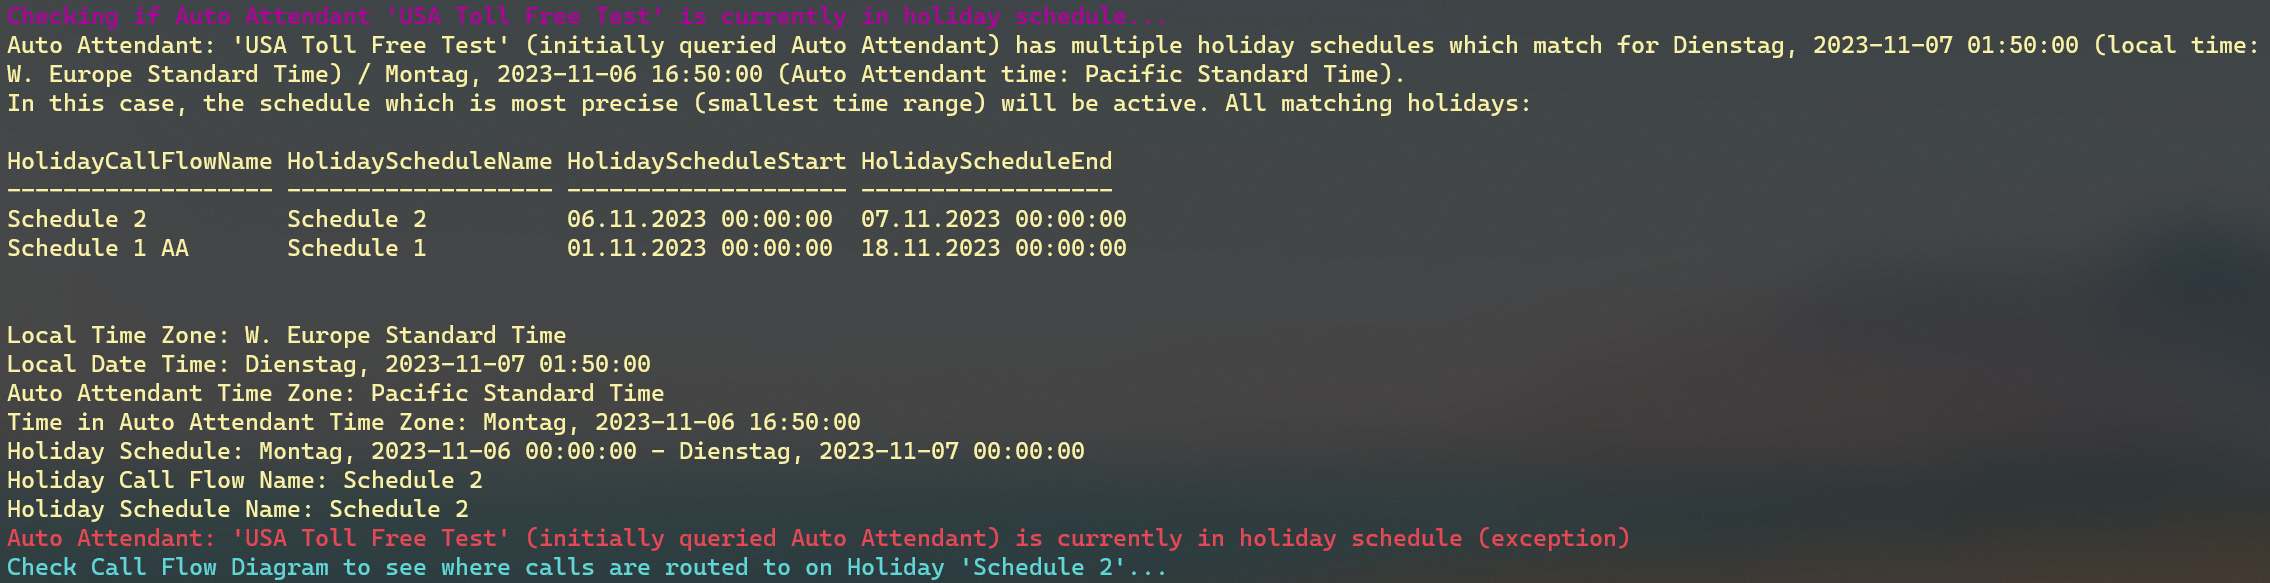 Checking if Auto Attendant 'USA Toll Free Test' is currently in holiday schedule...
Auto Attendant: 'USA Toll Free Test' (initially queried Auto Attendant) has multiple holiday schedules which match for Dienstag, 2023-11-07 01:50:00 (local time:
W. Europe Standard Time) / Montag, 2023-11-06 16:50:00 (Auto Attendant time: Pacific Standard Time).
In this case, the schedule which is most precise (smallest time range) will be active. All matching holidays:
HolidayCallFlowName HolidayScheduleName HolidayScheduleStart HolidayScheduleEnd
------------------- ------------------- -------------------- ------------------
Schedule 2          Schedule 2          06.11.2023 00:00:00  07.11.2023 00:00:00
Schedule 1 AA       Schedule 1          01.11.2023 00:00:00  18.11.2023 00:00:00
Local Time Zone: W. Europe Standard Time
Local Date Time: Dienstag, 2023-11-07 01:50:00
Auto Attendant Time Zone: Pacific Standard Time
Time in Auto Attendant Time Zone: Montag, 2023-11-06 16:50:00
Holiday Schedule: Montag, 2023-11-06 00:00:00 - Dienstag, 2023-11-07 00:00:00
Holiday Call Flow Name: Schedule 2
Holiday Schedule Name: Schedule 2
Auto Attendant: 'USA Toll Free Test' (initially queried Auto Attendant) is currently in holiday schedule (exception)
Check Call Flow Diagram to see where calls are routed to on Holiday 'Schedule 2'...